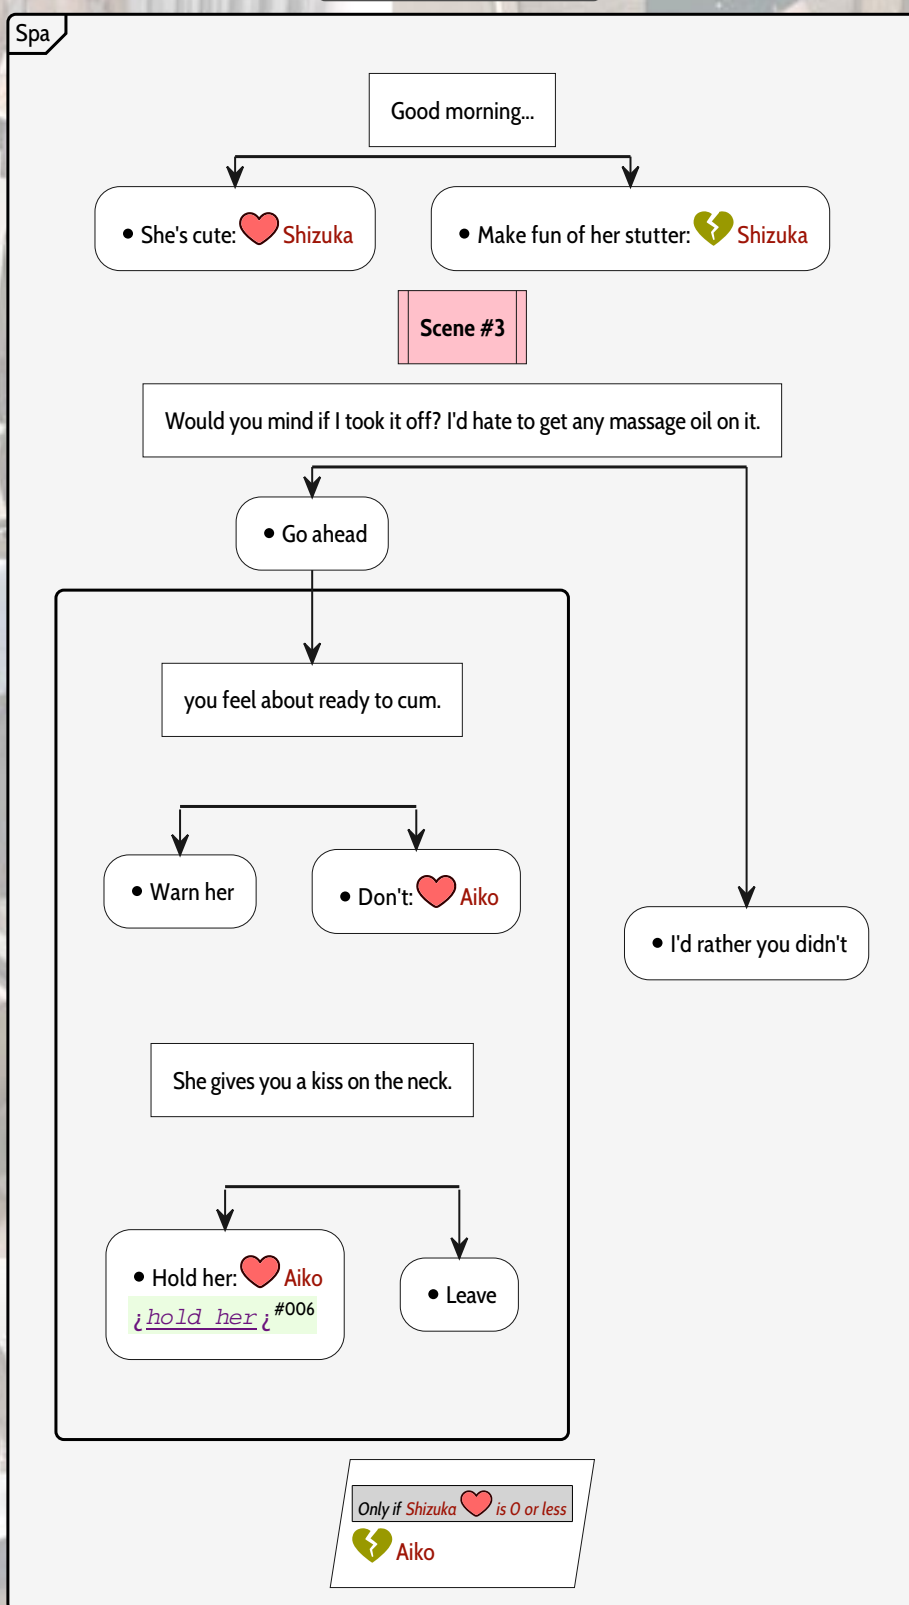 Spa
Good morning...
• She's cute: Shizuka
• Make fun of her stutter: Shizuka
Scene #3
Would you mind if I took it off? I'd hate to get any massage oil on it.
• Go ahead
you feel about ready to cum.
• Warn her
• Don't: Aiko
• I'd rather you didn't
She gives you a kiss on the neck.
• Hold her: Aiko
¿hold her¿ #006
• Leave
Only if Shizuka is 0 or less
Aiko